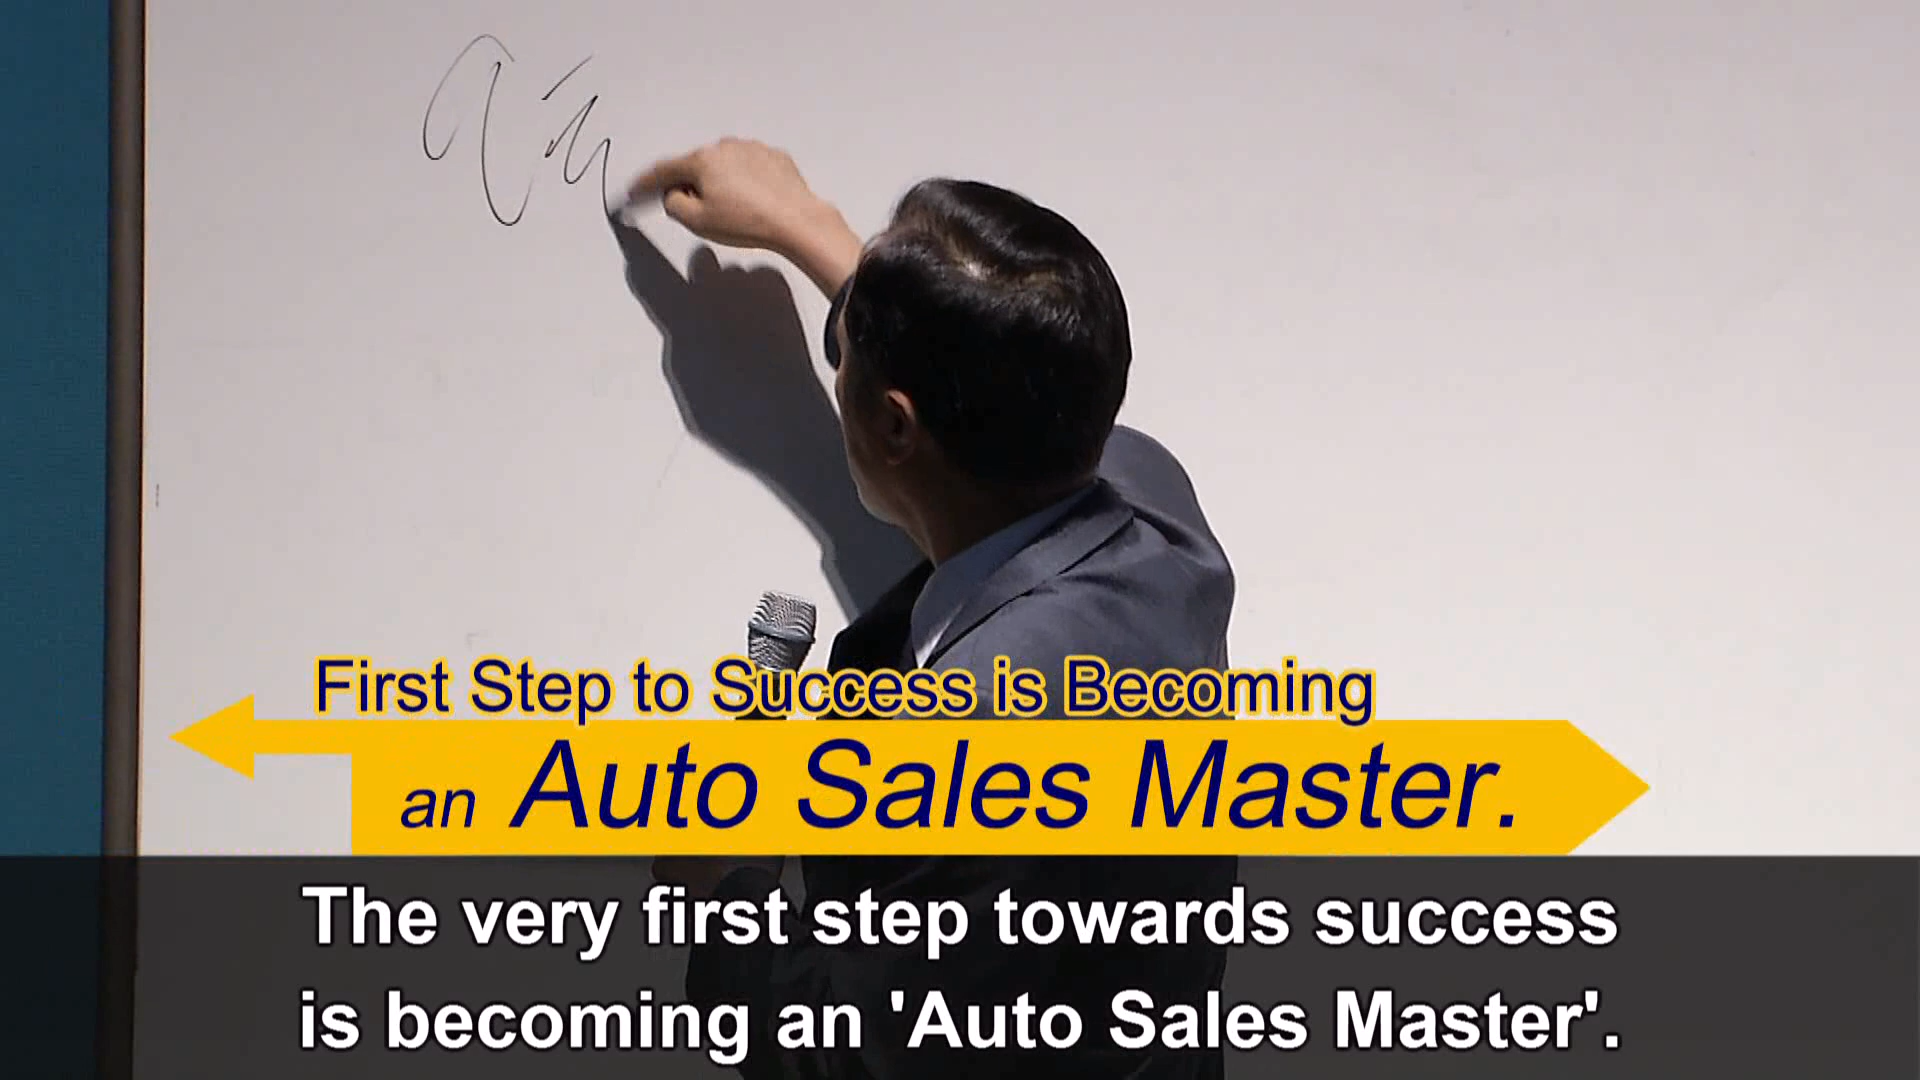 First Step to Success is Becoming
an Auto Sales Master.
The very first step towards success
is becoming an 'Auto Sales Master'.